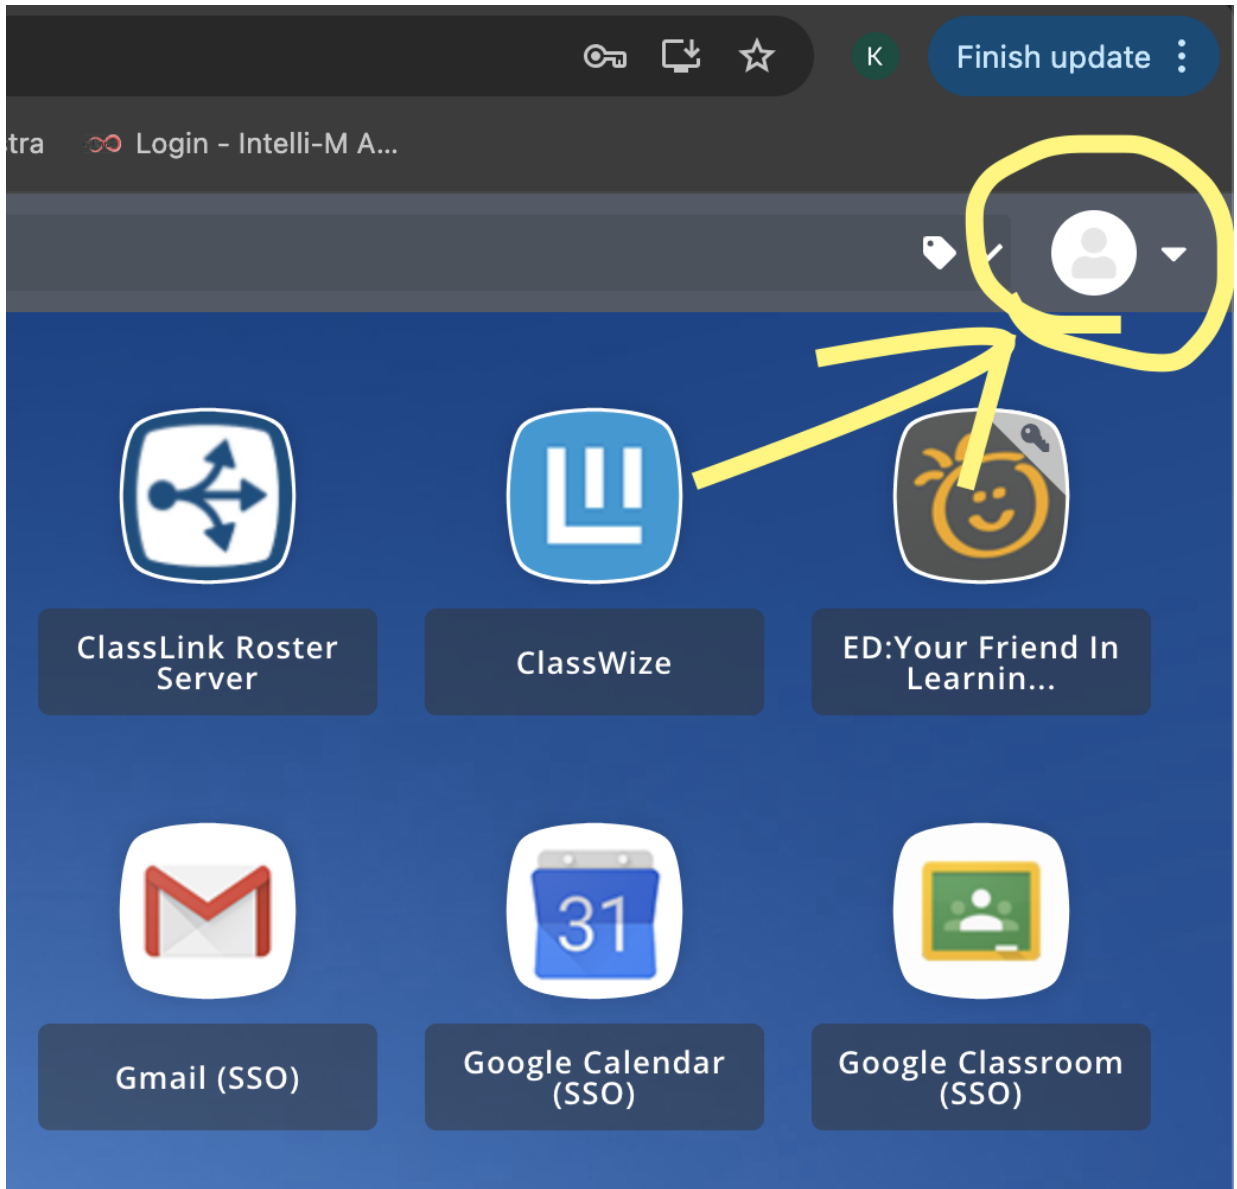 K
Finish update
tra
Login - Intelli-M A...
ClassLink Roster
Server
ClassWize
ED:Your Friend In
Learnin...
31
Gmail (SSO)
Google Calendar
(SSO)
Google Classroom
(SSO)